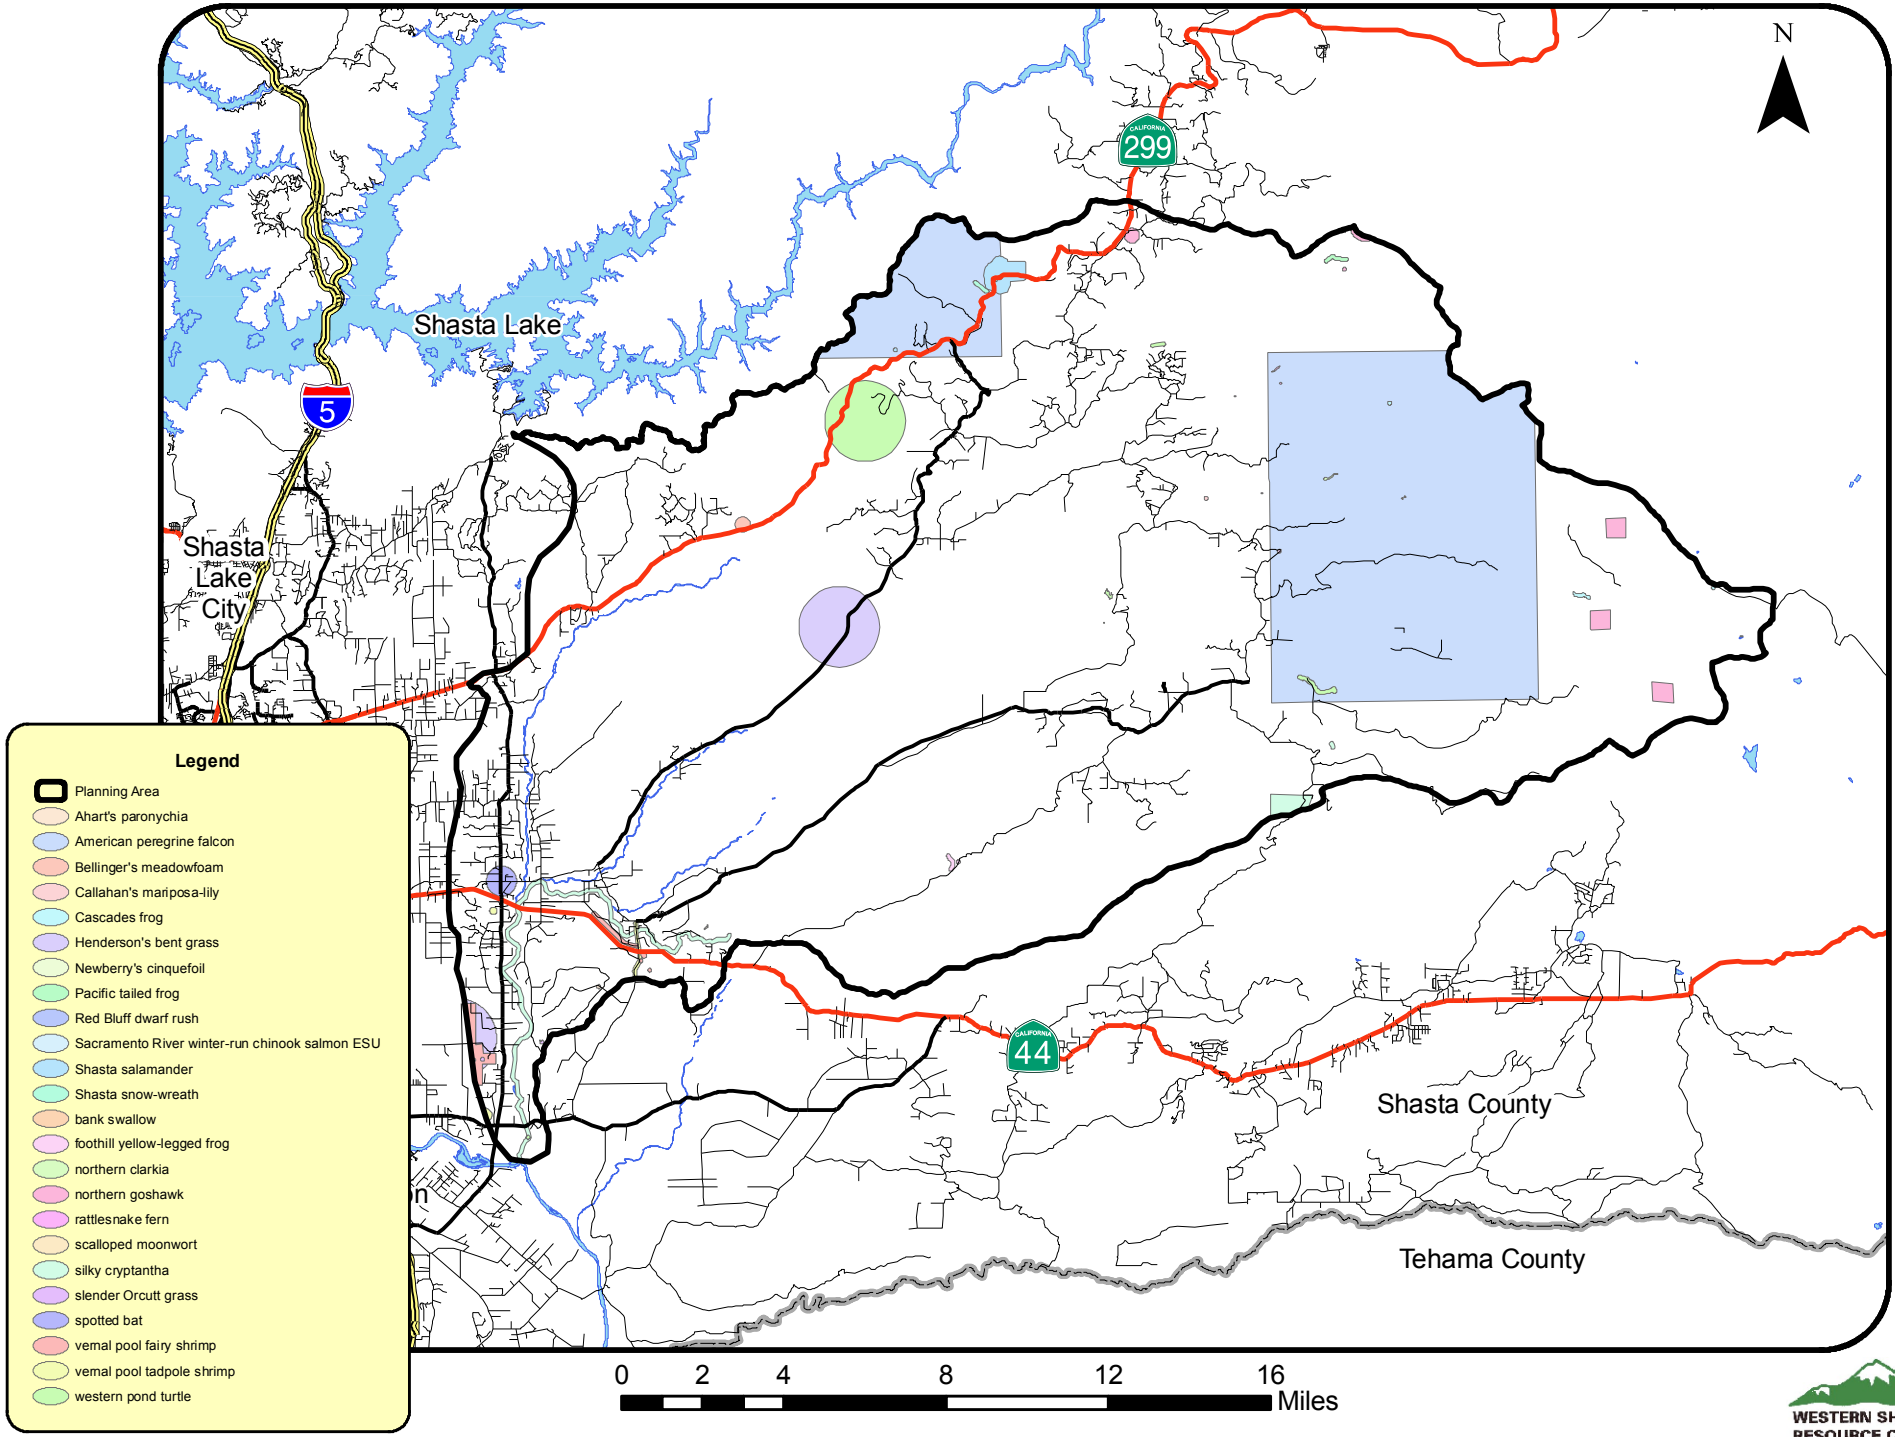 N
CALIFORNIA
299
Shasta Lake
5
Shasta
Lake
City
Legend
Planning Area
Ahart's paronychia
American peregrine falcon
Bellinger's meadowfoam
Callahan's mariposa-lily
Cascades frog
Henderson's bent grass
Newberry's cinquefoil
Pacific tailed frog
Red Bluff dwarf rush
Sacramento River winter-run chinook salmon ESU
Shasta salamander
Shasta snow-wreath
bank swallow
foothill yellow-legged frog
northern clarkia
northern goshawk
rattlesnake fern
scalloped moonwort
silky cryptantha
slender Orcutt grass
spotted bat
vernal pool fairy shrimp
vernal pool tadpole shrimp
western pond turtle
CALIFORNIA
44
Shasta County
Tehama County
0 2 4 8 12 16
Miles
WESTERN SH